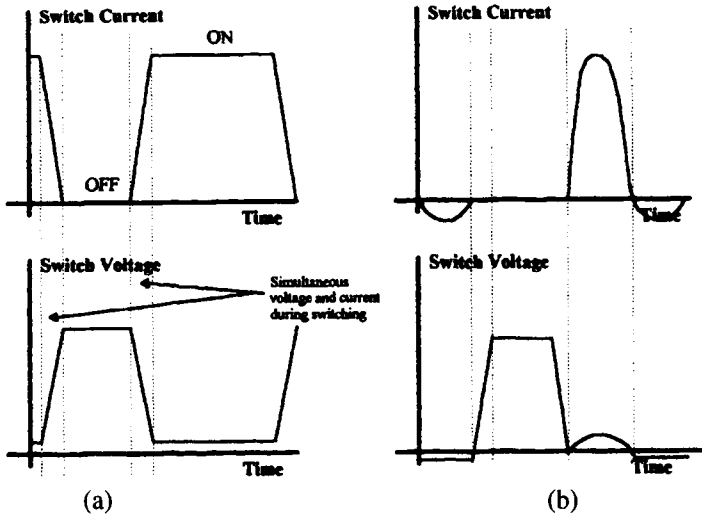 Switch Current
ON
OFF
Time
Switch Voltage
Simultaneous
voltage and current
during switching
Time
(a)
Switch Current
Time
Switch Voltage
Time
(b)